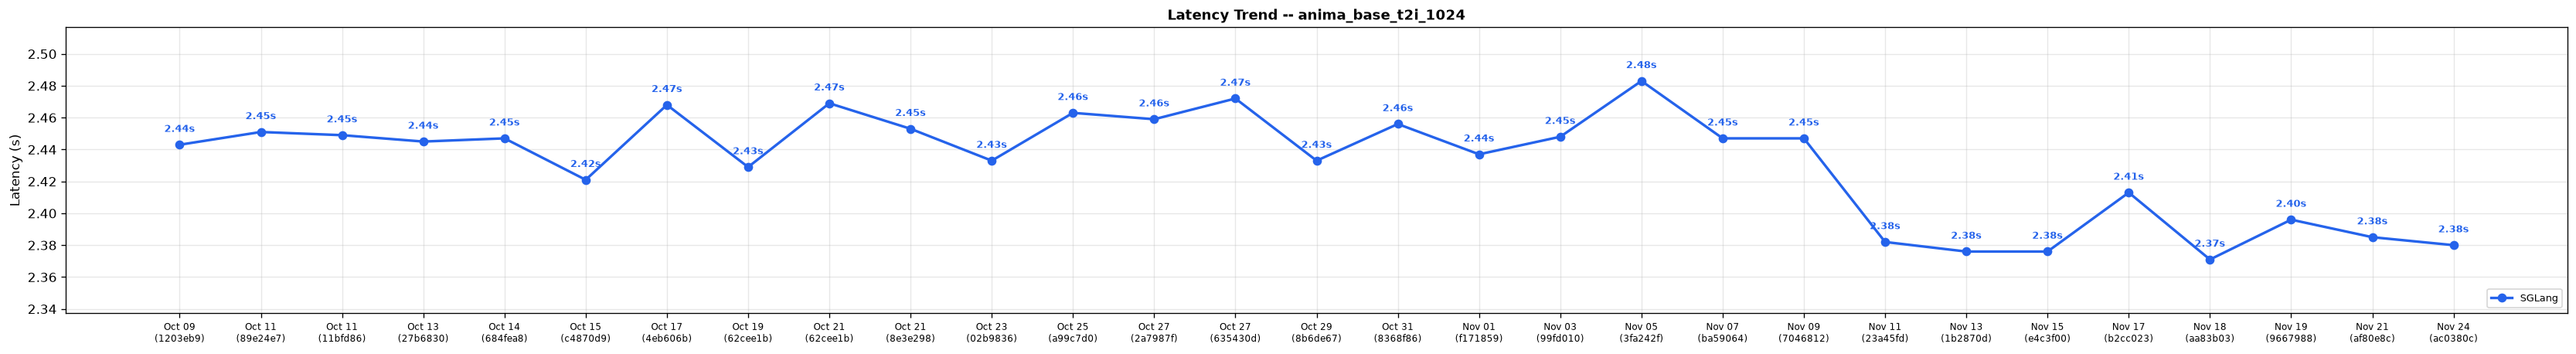 Latency Trend -- anima_base_t2i_1024
Latency (s)
2.50
2.48
2.46
2.44
2.42
2.40
2.38
2.36
2.34
2.44s
2.45s
2.45s
2.44s
2.45s
2.42s
2.47s
2.43s
2.47s
2.45s
2.43s
2.46s
2.46s
2.47s
2.43s
2.46s
2.44s
2.45s
2.48s
2.45s
2.45s
2.38s
2.38s
2.38s
2.41s
2.37s
2.40s
2.38s
2.38s
SGLang
Oct 09
(1203eb9)
Oct 11
(89e24e7)
Oct 11
(11bfd86)
Oct 13
(27b6830)
Oct 14
(684fea8)
Oct 15
(c4870d9)
Oct 17
(4eb606b)
Oct 19
(62cee1b)
Oct 21
(62cee1b)
Oct 21
(8e3e298)
Oct 23
(02b9836)
Oct 25
(a99c7d0)
Oct 27
(2a7987f)
Oct 27
(635430d)
Oct 29
(8b6de67)
Oct 31
(8368f86)
Nov 01
(f171859)
Nov 03
(99fd010)
Nov 05
(3fa242f)
Nov 07
(ba59064)
Nov 09
(7046812)
Nov 11
(23a45fd)
Nov 13
(1b2870d)
Nov 15
(e4c3f00)
Nov 17
(b2cc023)
Nov 18
(aa83b03)
Nov 19
(9667988)
Nov 21
(af80e8c)
Nov 24
(ac0380c)